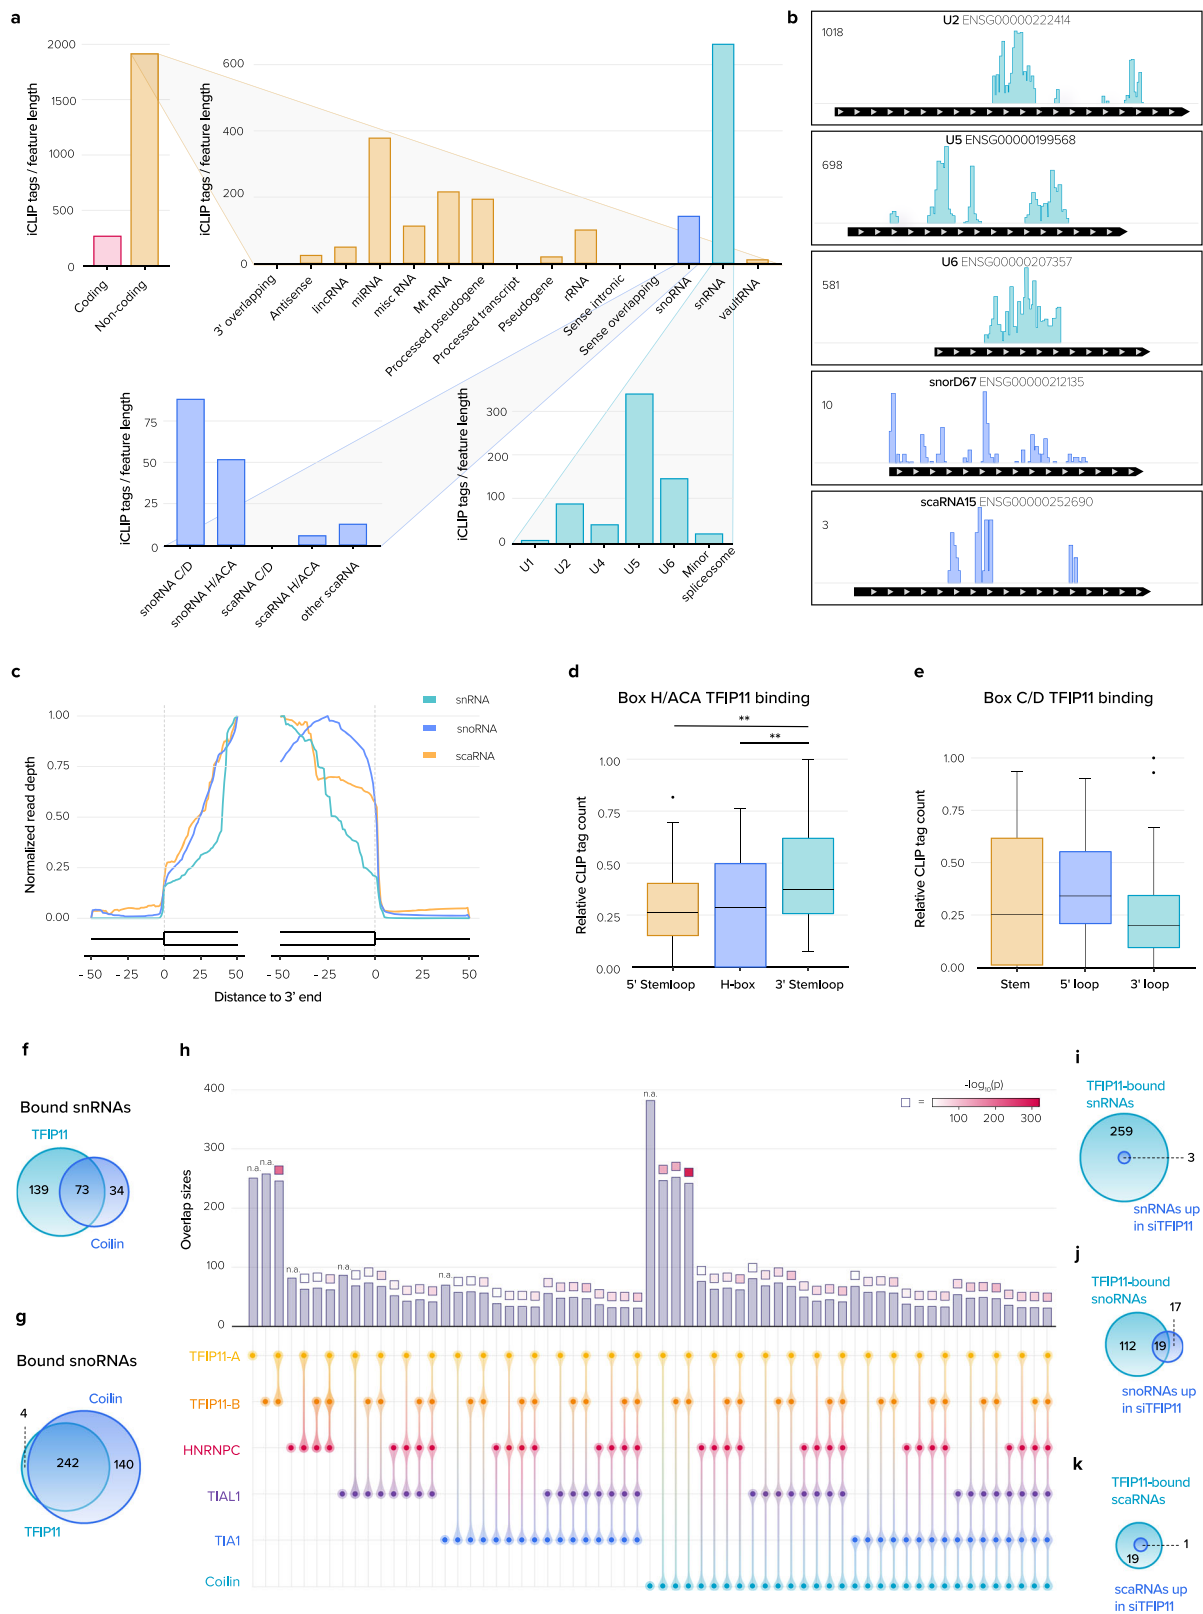 a
iCLIP tags / feature length
2000
1500
1000
500
0
Coding
Non-coding
iCLIP tags / feature length
600
400
200
0
3' overlapping
Antisense
lincRNA
miRNA
misc RNA
Mt rRNA
Processed pseudogene
Processed transcript
Pseudogene
rRNA
Sense intronic
Sense overlapping
snoRNA
snRNA
vaultRNA
iCLIP tags / feature length
75
50
25
0
snoRNA C/D
snoRNA H/ACA
scaRNA C/D
scaRNA H/ACA
other scaRNA
iCLIP tags / feature length
300
200
100
0
U1
U2
U4
U5
U6
Minor
spliceosome
b
U2 ENSG00000222414
1018
U5 ENSG00000199568
698
U6 ENSG00000207357
581
snorD67 ENSG00000212135
10
scaRNA15 ENSG00000252690
3
c
snRNA
snoRNA
scaRNA
Normalized read depth
1.00
0.75
0.50
0.25
0.00
- 50 - 25 0 25 50 - 50 - 25 0 25 50
Distance to 3' end
d
Box H/ACA TFIP11 binding
**
**
Relative CLIP tag count
1.00
0.75
0.50
0.25
0.00
5' Stemloop H-box 3' Stemloop
e
Box C/D TFIP11 binding
Relative CLIP tag count
1.00
0.75
0.50
0.25
0.00
Stem 5' loop 3' loop
f
Bound snRNAs
TFIP11
139 73 34
Coilin
g
Bound snoRNAs
Coilin
4
242 140
TFIP11
h
-log₁₀(p)
=
100 200 300
Overlap sizes
400
300
200
100
0
n.a.
n.a.
n.a.
n.a.
n.a.
n.a.
TFIP11-A
TFIP11-B
HNRNPC
TIAL1
TIA1
Coilin
i
TFIP11-bound
snRNAs
259
3
snRNAs up
in siTFIP11
j
TFIP11-bound
snoRNAs
17
112 19
snoRNAs up
in siTFIP11
k
TFIP11-bound
scaRNAs
1
19
scaRNAs up
in siTFIP11